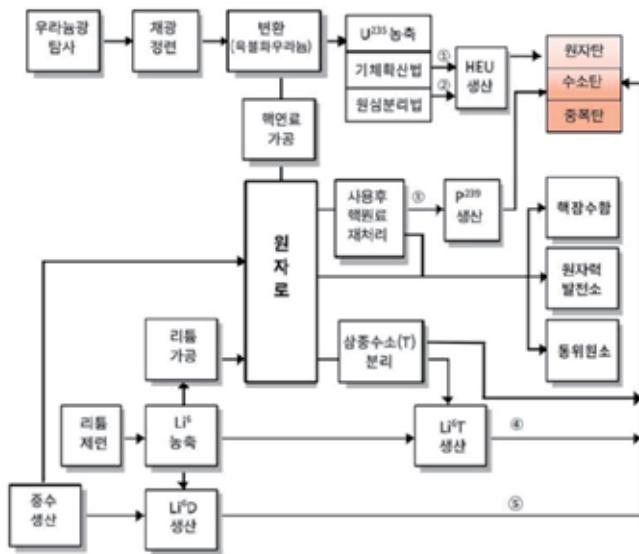 우라늄광
탐사
채광
정련
변환
(육불화우라늄)
U²³⁵ 농축
기체확산법
원심분리법
①
②
HEU
생산
원자탄
수소탄
중폭탄
핵연료
가공
원자로
사용후
핵원료
재처리
③
P²³⁹
생산
핵잠수함
원자력
발전소
동위원소
리튬
가공
삼중수소(T)
분리
리튬
제련
Li⁶
농축
Li⁶T
생산
④
중수
생산
Li⁶D
생산
⑤